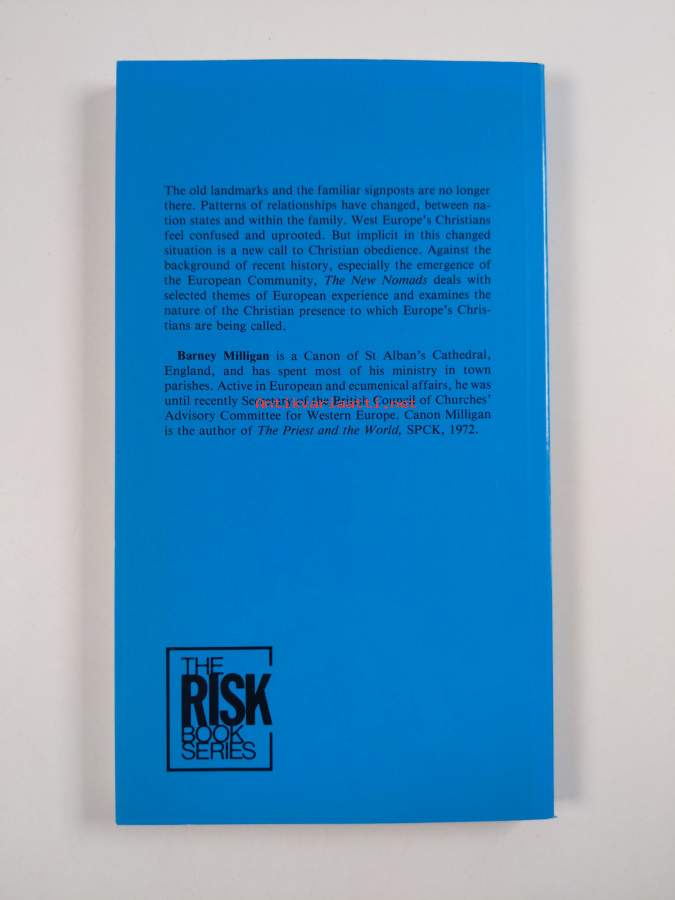 The old landmarks and the familiar signposts are no longer
there. Patterns of relationships have changed, between na-
tion states and within the family. West Europe's Christians
feel confused and uprooted. But implicit in this changed
situation is a new call to Christian obedience. Against the
background of recent history, especially the emergence of
the European Community, The New Nomads deals with
selected themes of European experience and examines the
nature of the Christian presence to which Europe's Chris-
tians are being called.
Barney Milligan is a Canon of St Alban's Cathedral,
England, and has spent most of his ministry in town
parishes. Active in European and ecumenical affairs, he was
until recently Secretary of the British Council of Churches'
Antikvariaatti.net
Advisory Committee for Western Europe. Canon Milligan
is the author of The Priest and the World, SPCK, 1972.
THE
RISK
BOOK
SERIES